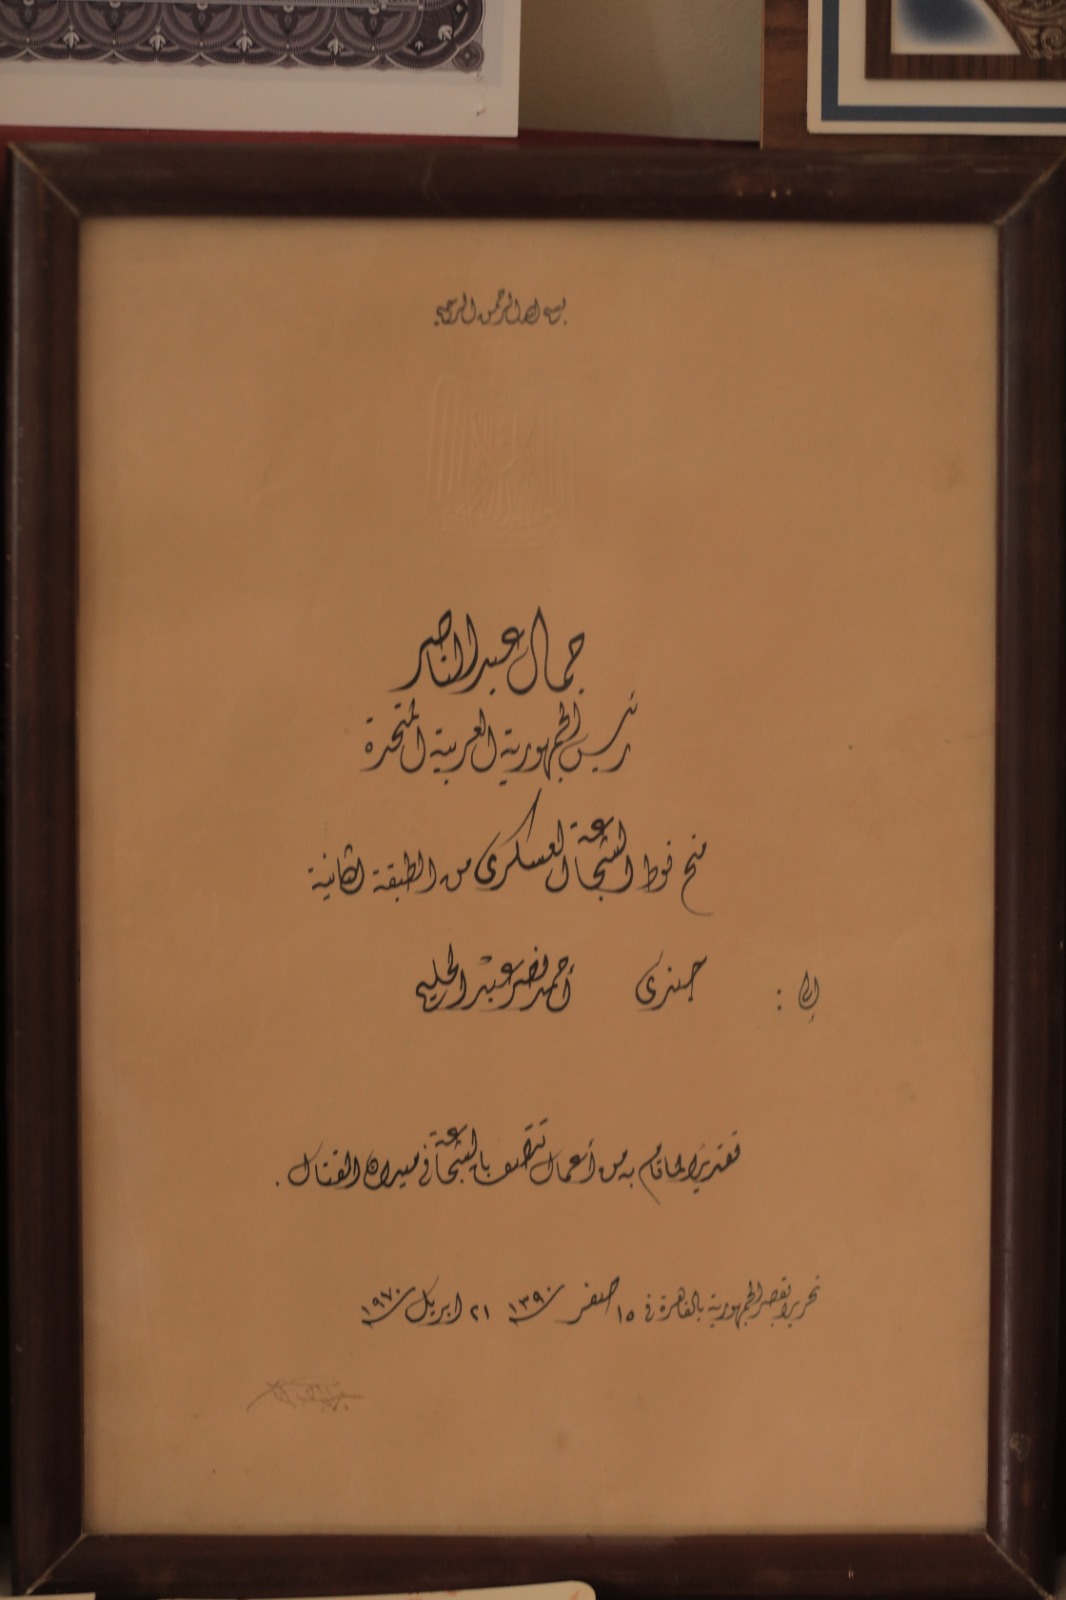 بسم الله الرحمن الرحيم
جمال عبد الناصر
رئيس الجمهورية العربية المتحدة
منح نوط الشجاعة العسكرى من الطبقة الثانية
إلى : جندى أحمد نصر عبد الحليم
تقديرًا لما قام به من أعمال تتصف بالشجاعة فى ميدان القتال .
تحريرا بقصر الجمهورية بالقاهرة فى ١٥ صفر ١٣٩٠ ٢١ ابريل ١٩٧٠